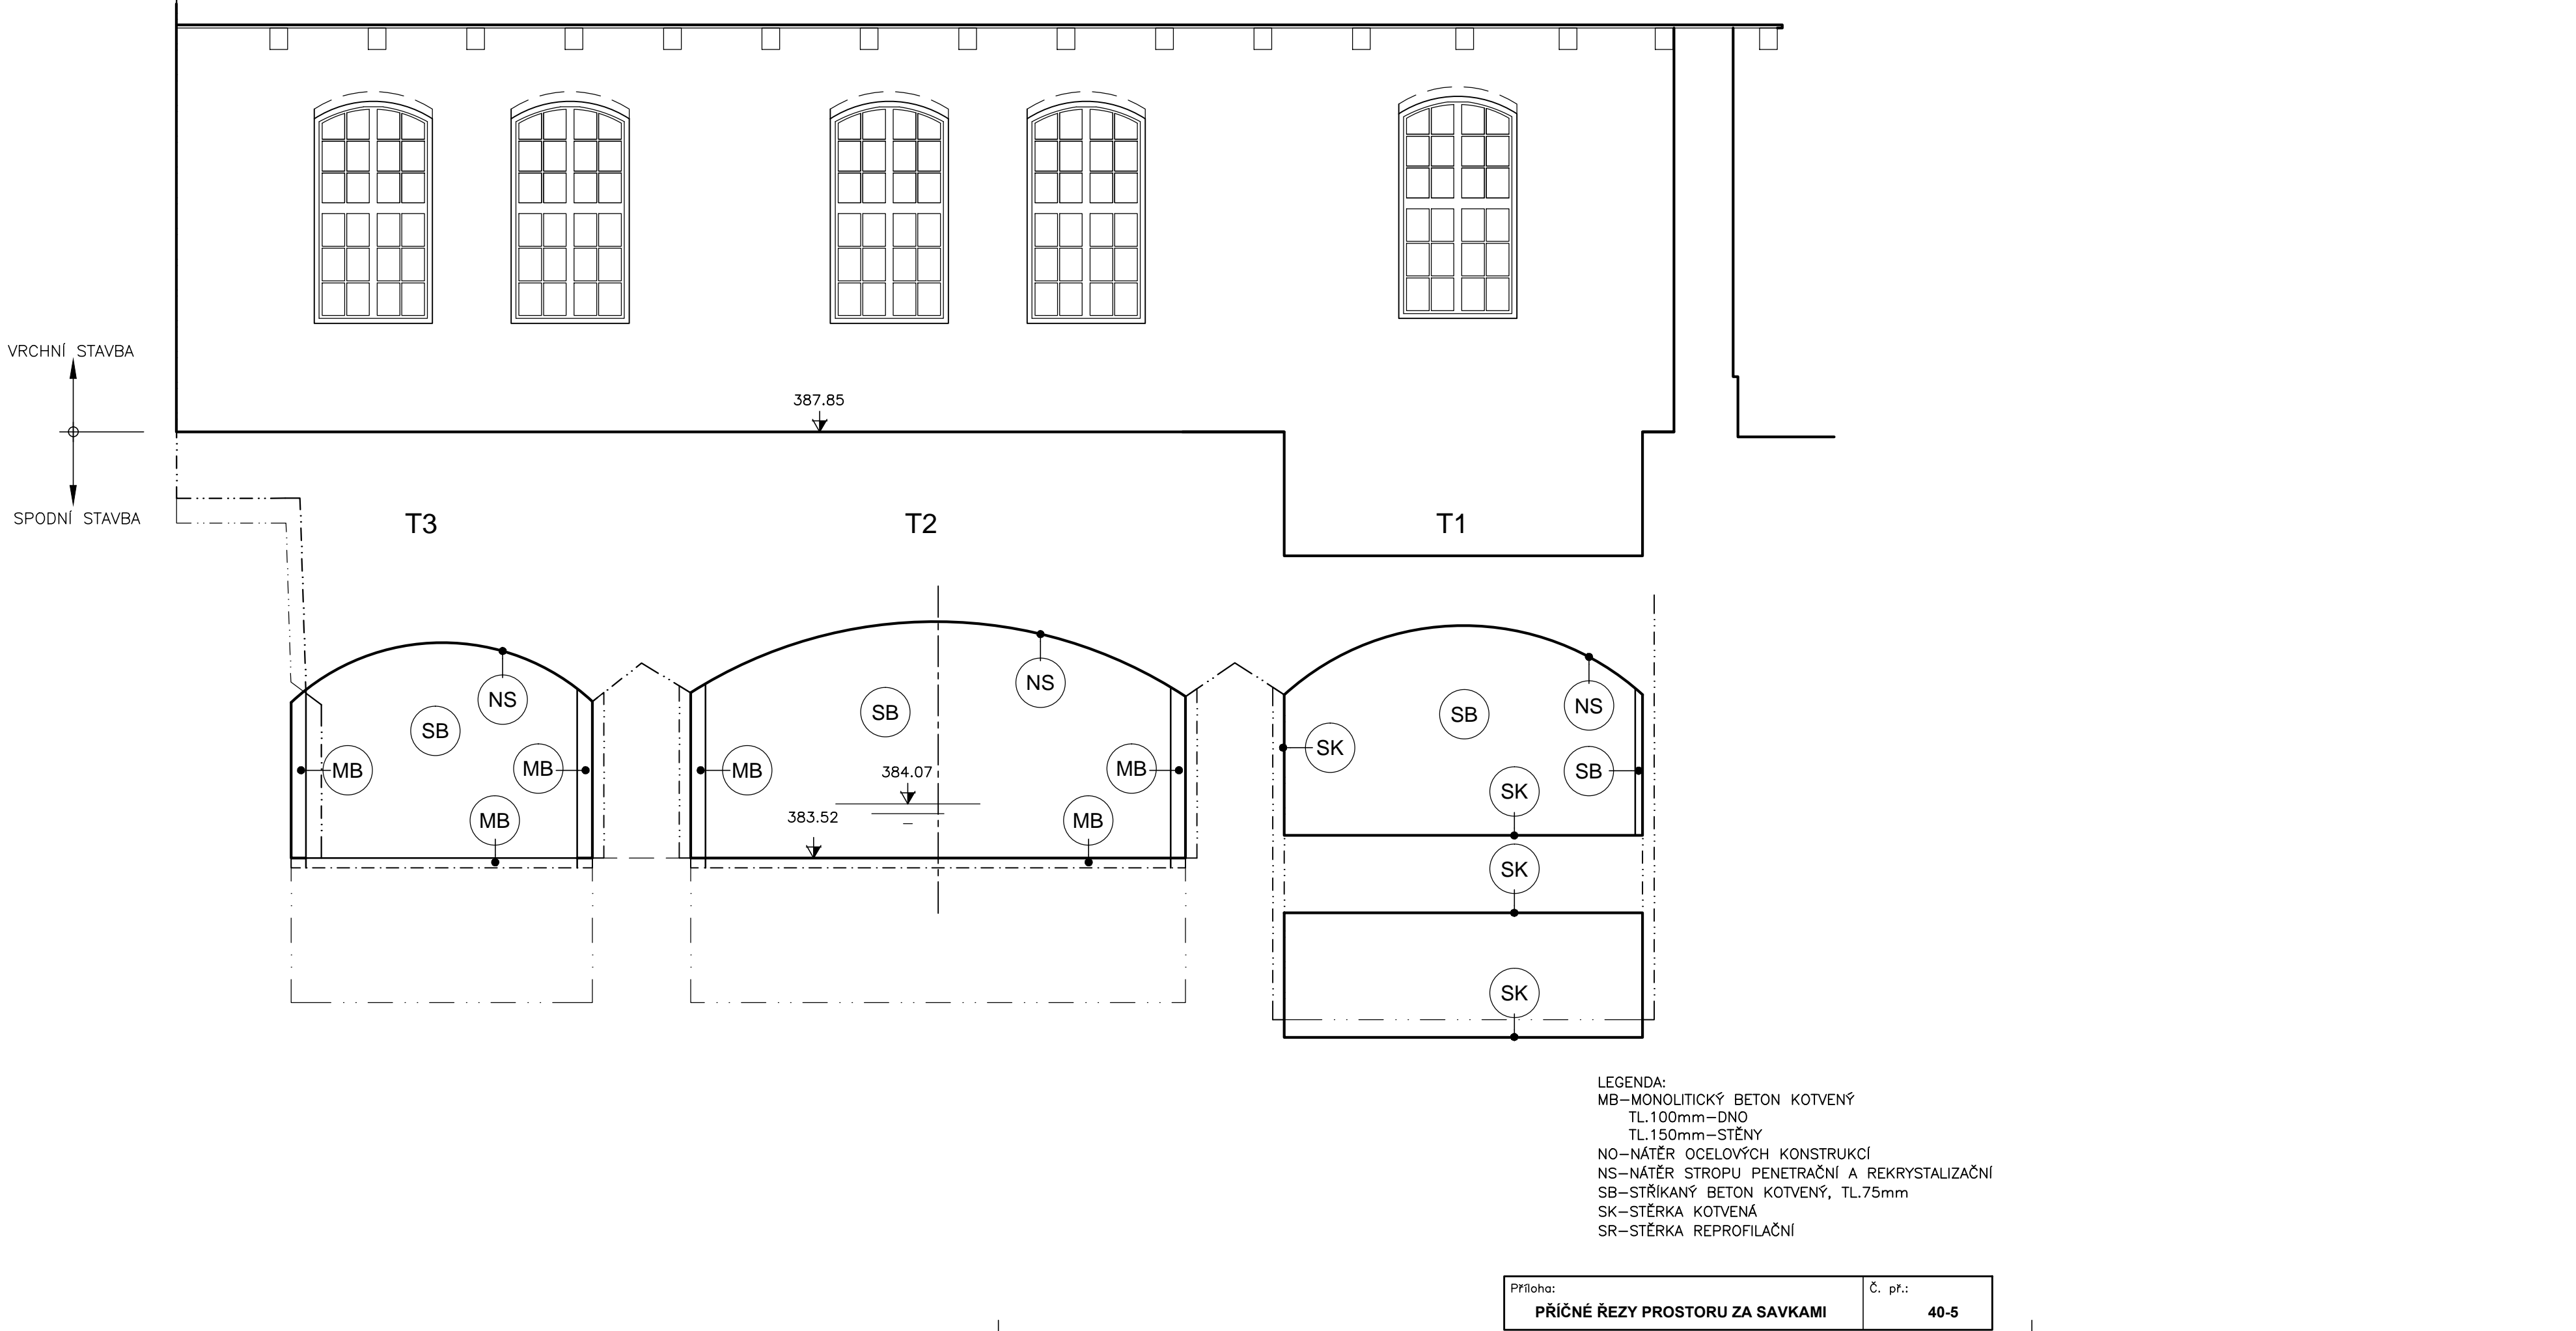 VRCHNÍ STAVBA
387.85
SPODNÍ STAVBA
T3
T2
T1
NS
NS
NS
SB
SB
SB
SK
MB
MB
MB
MB
SB
384.07
SK
383.52
MB
MB
SK
SK
LEGENDA:
MB–MONOLITICKÝ BETON KOTVENÝ
TL.100mm–DNO
TL.150mm–STĚNY
NO–NÁTĚR OCELOVÝCH KONSTRUKCÍ
NS–NÁTĚR STROPU PENETRAČNÍ A REKRYSTALIZAČNÍ
SB–STŘÍKANÝ BETON KOTVENÝ, TL.75mm
SK–STĚRKA KOTVENÁ
SR–STĚRKA REPROFILAČNÍ
Příloha:
Č. př.:
PŘÍČNÉ ŘEZY PROSTORU ZA SAVKAMI
40-5